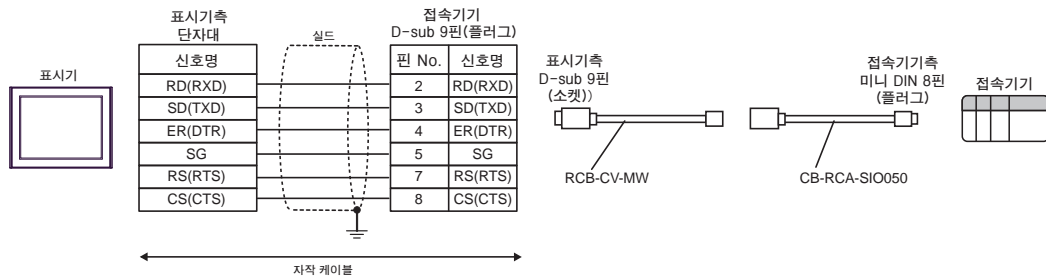 표시기
표시기측
단자대
실드
접속기기
D-sub 9핀(플러그)
신호명
핀 No.
신호명
RD(RXD)
2
RD(RXD)
SD(TXD)
3
SD(TXD)
ER(DTR)
4
ER(DTR)
SG
5
SG
RS(RTS)
7
RS(RTS)
CS(CTS)
8
CS(CTS)
자작 케이블
표시기측
D-sub 9핀
(소켓))
RCB-CV-MW
접속기기측
미니 DIN 8핀
(플러그)
CB-RCA-SIO050
접속기기